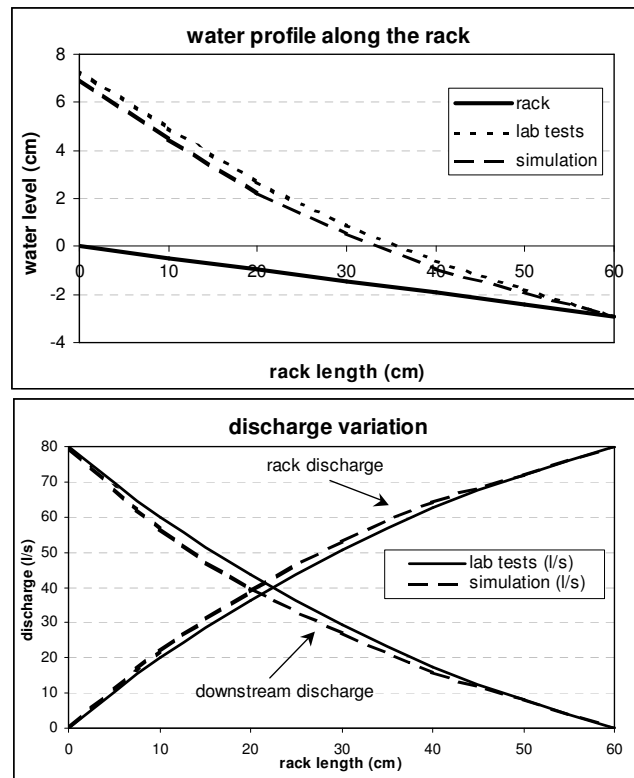 water profile along the rack
8
6
4
2
0
-2
-4
0
10
20
30
40
50
60
water level (cm)
rack
lab tests
simulation
rack length (cm)
discharge variation
80
70
60
50
40
30
20
10
0
0
10
20
30
40
50
60
discharge (l/s)
rack discharge
lab tests (l/s)
simulation (l/s)
downstream discharge
rack length (cm)